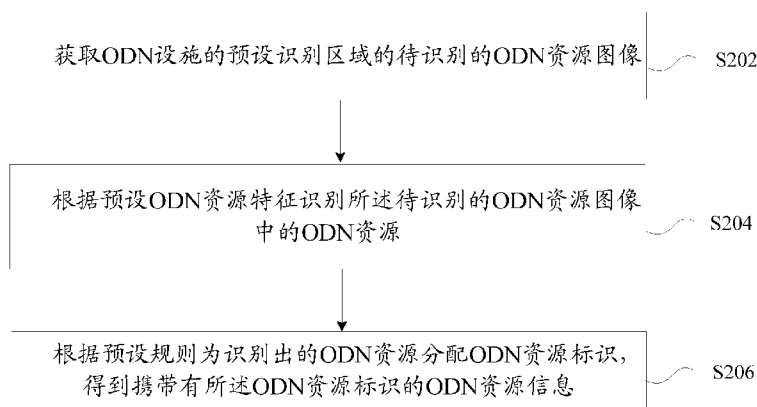 获取ODN设施的预设识别区域的待识别的ODN资源图像
S202
根据预设ODN资源特征识别所述待识别的ODN资源图像
中的ODN资源
S204
根据预设规则为识别出的ODN资源分配ODN资源标识，
得到携带有所述ODN资源标识的ODN资源信息
S206